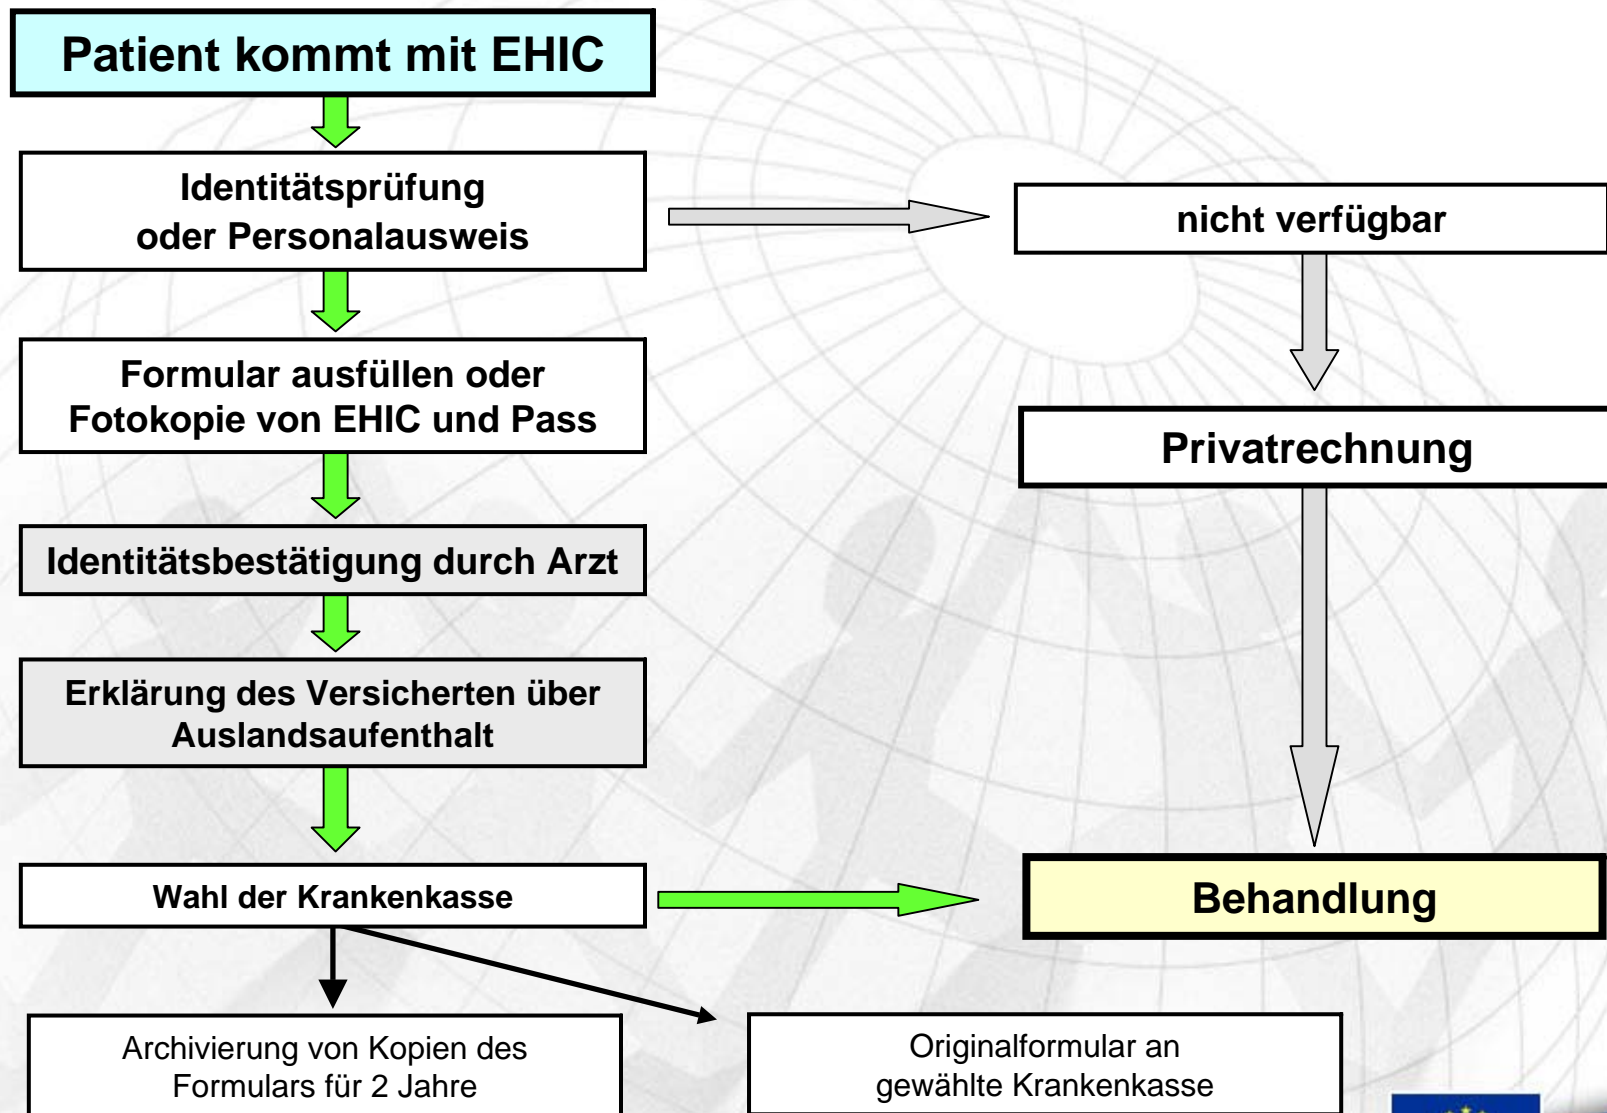 Patient kommt mit EHIC
Identitätsprüfung
oder Personalausweis
nicht verfügbar
Formular ausfüllen oder
Fotokopie von EHIC und Pass
Privatrechnung
Identitätsbestätigung durch Arzt
Erklärung des Versicherten über
Auslandsaufenthalt
Wahl der Krankenkasse
Behandlung
Archivierung von Kopien des
Formulars für 2 Jahre
Originalformular an
gewählte Krankenkasse